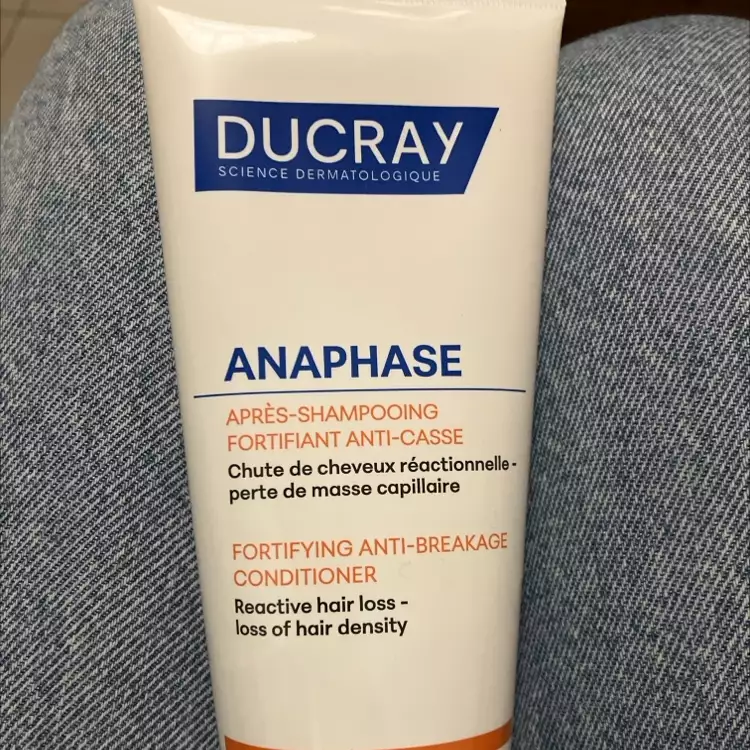 DUCRAY
SCIENCE DERMATOLOGIQUE
ANAPHASE
APRÈS-SHAMPOOING
FORTIFIANT ANTI-CASSE
Chute de cheveux réactionnelle -
perte de masse capillaire
FORTIFYING ANTI-BREAKAGE
CONDITIONER
Reactive hair loss -
loss of hair density